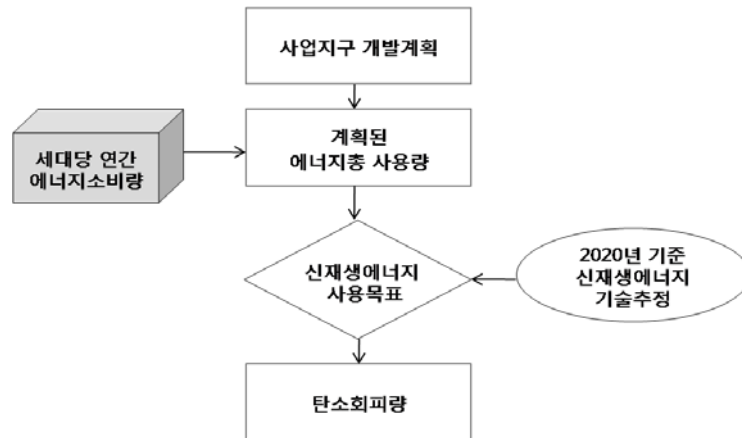 사업지구 개발계획
세대당 연간
에너지소비량
계획된
에너지총 사용량
신재생에너지
사용목표
2020년 기준
신재생에너지
기술추정
탄소회피량